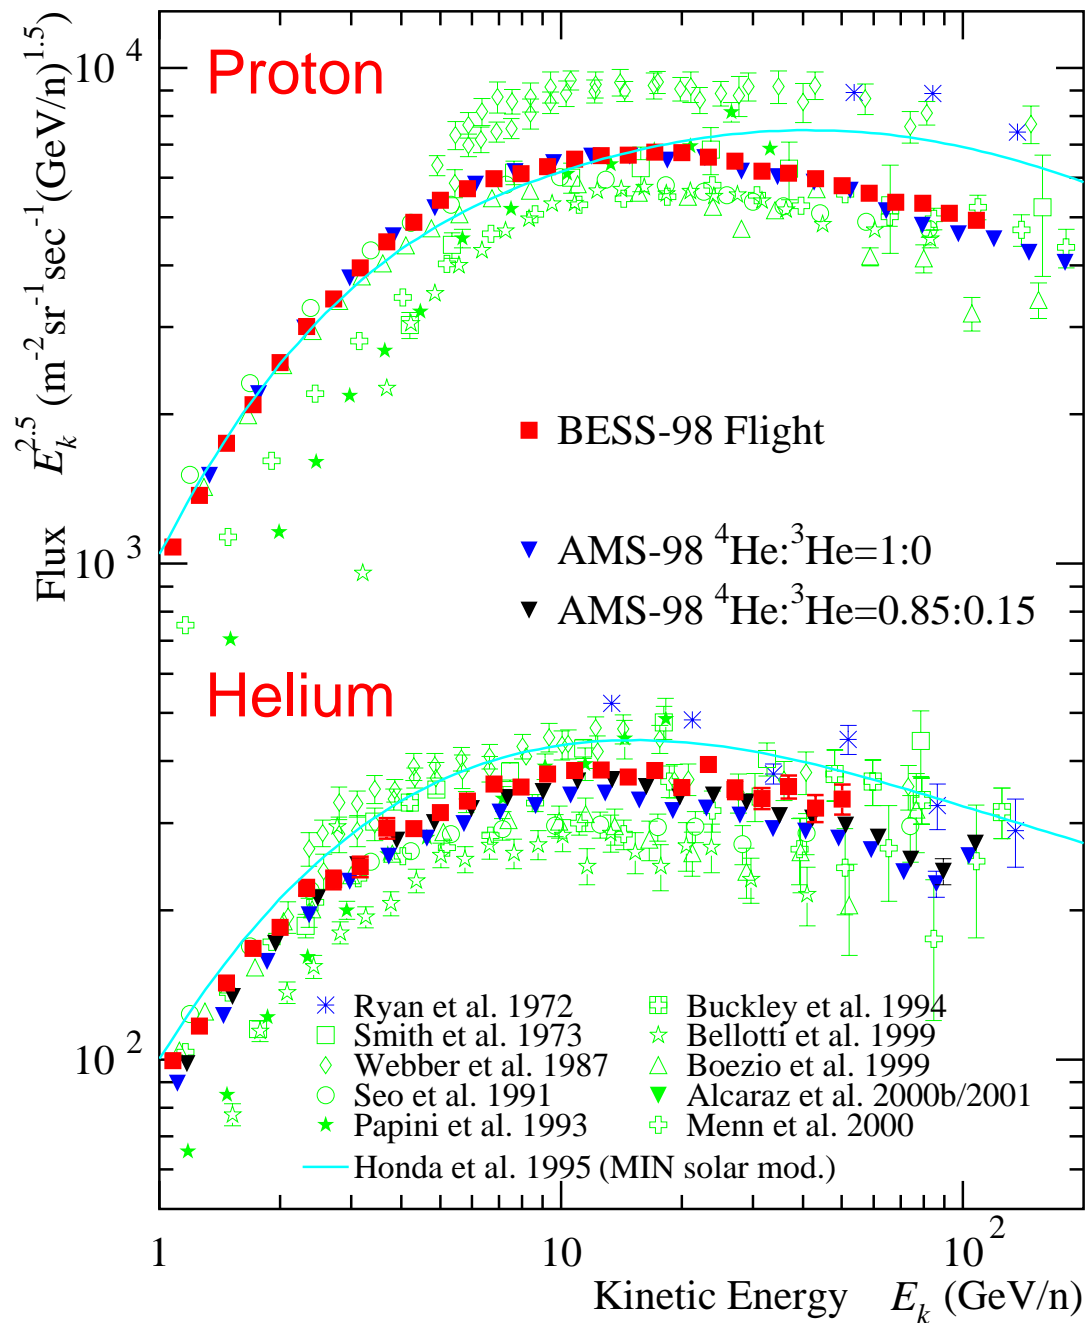 10⁴
Proton
Flux E_k^2.5 (m⁻²sr⁻¹sec⁻¹(GeV/n)^1.5)
BESS-98 Flight
AMS-98 ⁴He:³He=1:0
10³
AMS-98 ⁴He:³He=0.85:0.15
Helium
Ryan et al. 1972
Smith et al. 1973
Webber et al. 1987
Seo et al. 1991
Papini et al. 1993
Buckley et al. 1994
Bellotti et al. 1999
Boezio et al. 1999
Alcaraz et al. 2000b/2001
Menn et al. 2000
Honda et al. 1995 (MIN solar mod.)
10²
1
10
10²
Kinetic Energy E_k (GeV/n)